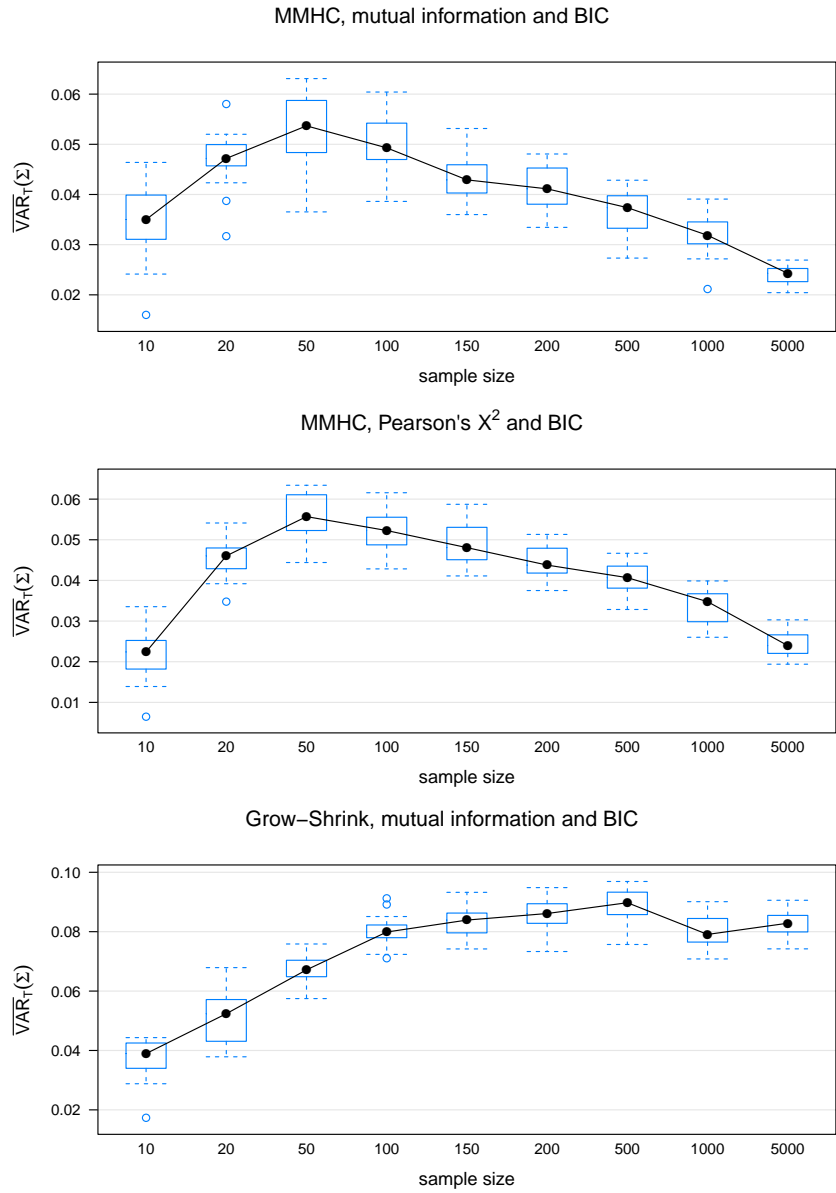 MMHC, mutual information and BIC
0.06
0.05
0.04
0.03
0.02
VAR_T(Σ)
10 20 50 100 150 200 500 1000 5000
sample size
MMHC, Pearson's X² and BIC
0.06
0.05
0.04
0.03
0.02
0.01
VAR_T(Σ)
10 20 50 100 150 200 500 1000 5000
sample size
Grow−Shrink, mutual information and BIC
0.10
0.08
0.06
0.04
0.02
VAR_T(Σ)
10 20 50 100 150 200 500 1000 5000
sample size